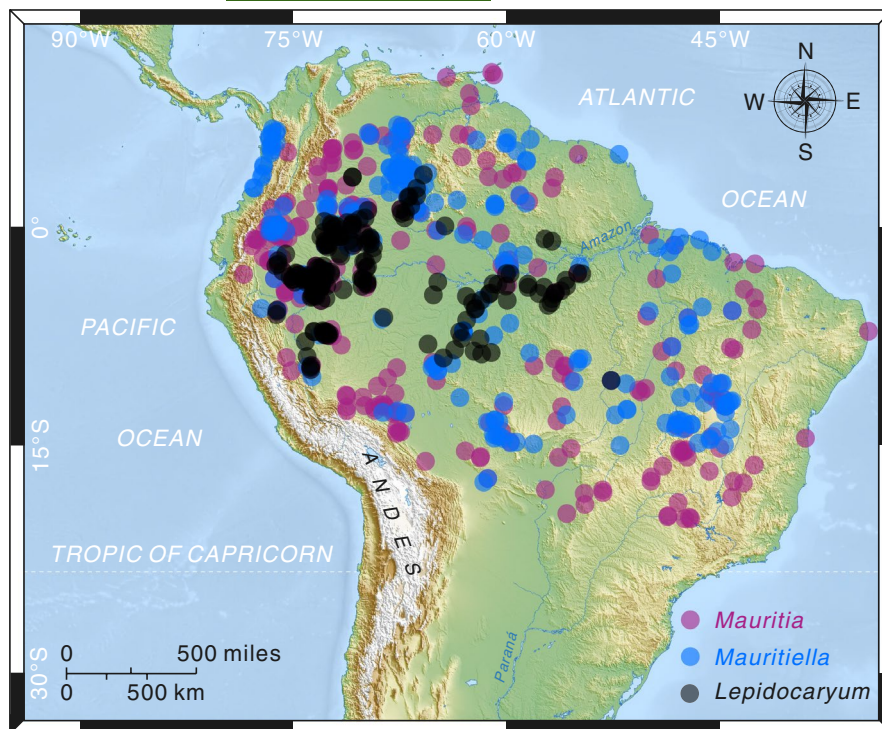 90°W 75°W 60°W 45°W
N
ATLANTIC
W E
S
OCEAN
0°
Amazon
PACIFIC
OCEAN
15°S
ANDES
TROPIC OF CAPRICORN
Mauritia
0 500 miles
Mauritiella
0 500 km
Lepidocaryum
30°S
Paraná